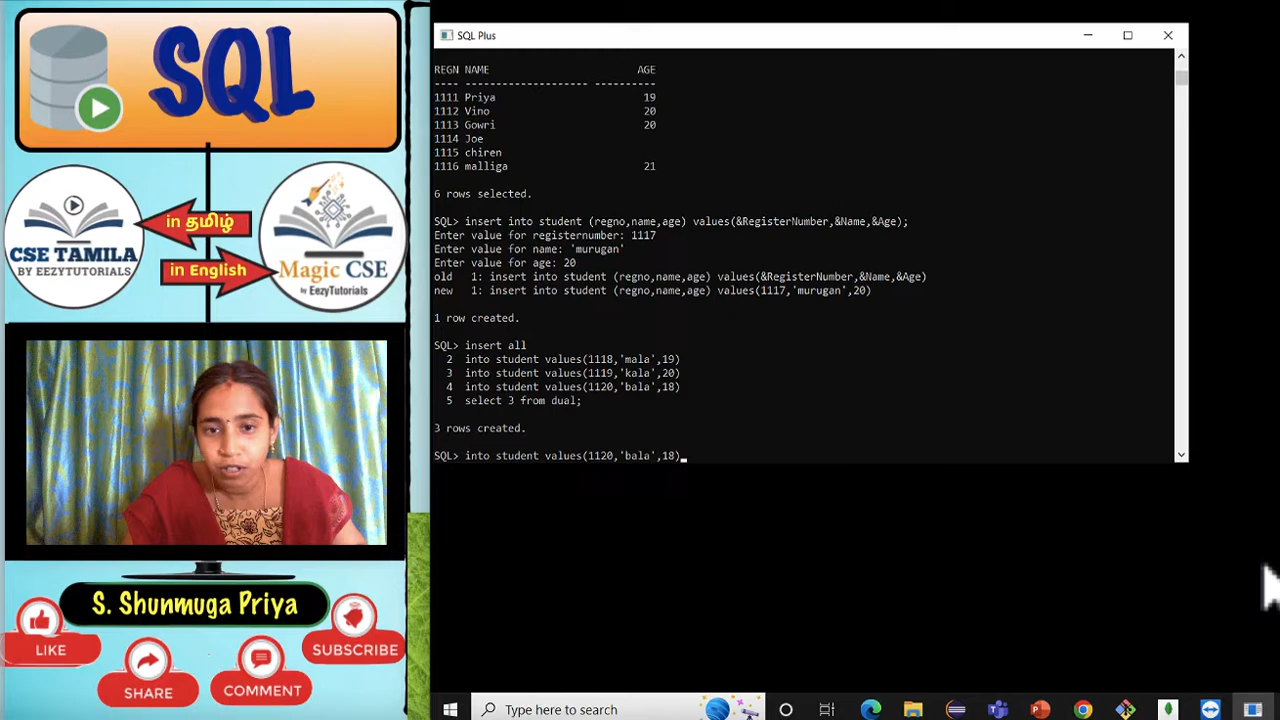 SQL
in தமிழ்
CSE TAMILA
BY EEZYTUTORIALS
in English
Magic CSE
by EezyTutorials
S. Shunmuga Priya
LIKE
SHARE
COMMENT
SUBSCRIBE
SQL Plus
REGN NAME AGE
---- -------------------- ----------
1111 Priya 19
1112 Vino 20
1113 Gowri 20
1114 Joe
1115 chiren
1116 malliga 21
6 rows selected.
SQL> insert into student (regno,name,age) values(&RegisterNumber,&Name,&Age);
Enter value for registernumber: 1117
Enter value for name: 'murugan'
Enter value for age: 20
old 1: insert into student (regno,name,age) values(&RegisterNumber,&Name,&Age)
new 1: insert into student (regno,name,age) values(1117,'murugan',20)
1 row created.
SQL> insert all
2 into student values(1118,'mala',19)
3 into student values(1119,'kala',20)
4 into student values(1120,'bala',18)
5 select 3 from dual;
3 rows created.
SQL> into student values(1120,'bala',18)
Type here to search